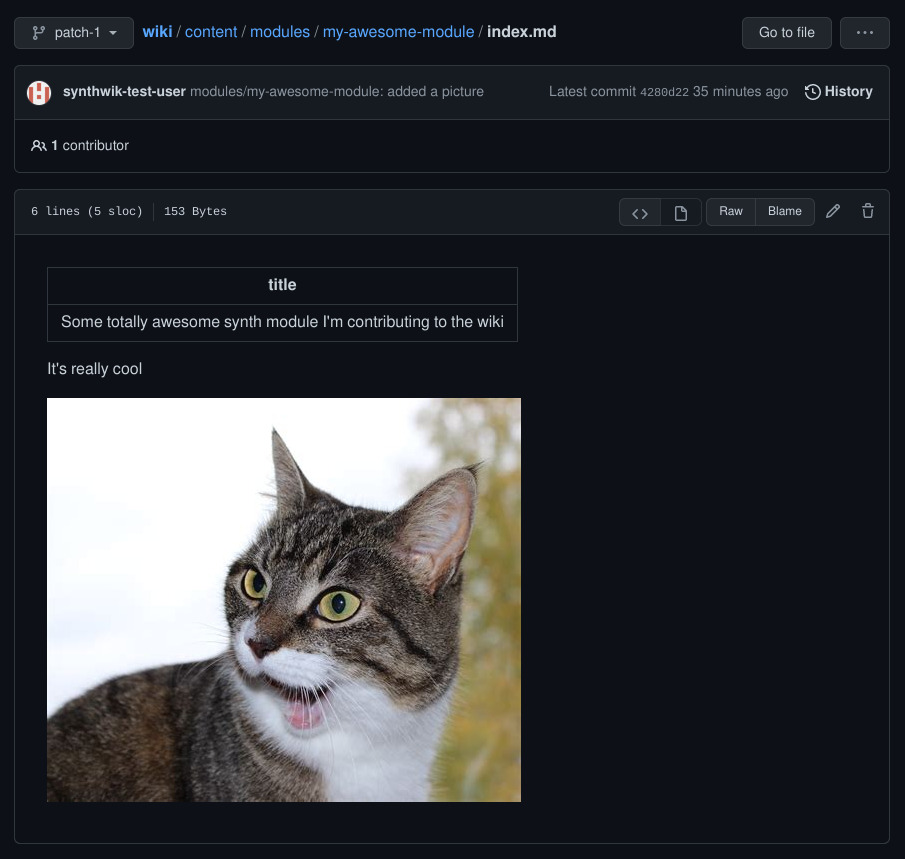 patch-1 wiki / content / modules / my-awesome-module / index.md Go to file ...
synthwik-test-user modules/my-awesome-module: added a picture Latest commit 4280d22 35 minutes ago History
1 contributor
6 lines (5 sloc) 153 Bytes <> Raw Blame
title
Some totally awesome synth module I'm contributing to the wiki
It's really cool